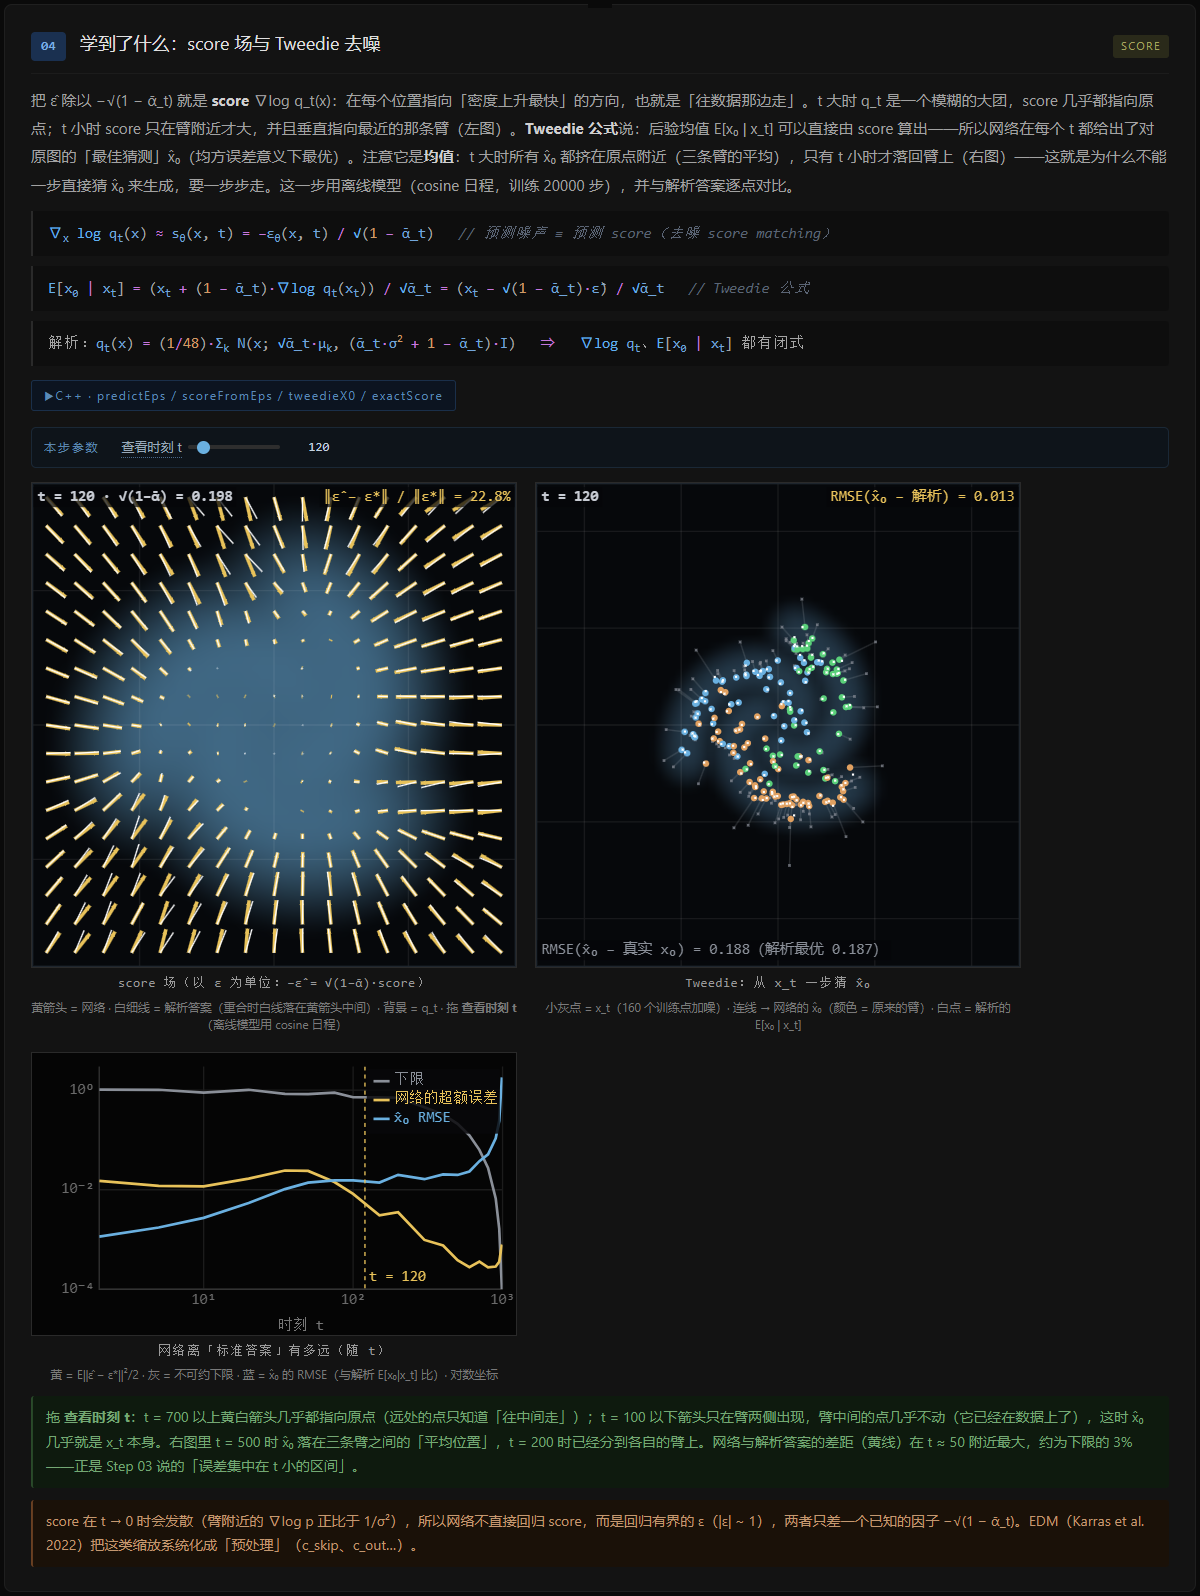 04 学到了什么：score 场与 Tweedie 去噪 SCORE
把 ε̂ 除以 −√(1 − ᾱ_t) 就是 score ∇log q_t(x)：在每个位置指向「密度上升最快」的方向，也就是「往数据那边走」。t 大时 q_t 是一个模糊的大团，score 几乎都指向原
点；t 小时 score 只在臂附近才大，并且垂直指向最近的那条臂（左图）。Tweedie 公式说：后验均值 E[x₀ | x_t] 可以直接由 score 算出——所以网络在每个 t 都给出了对
原图的「最佳猜测」x̂₀（均方误差意义下最优）。注意它是均值：t 大时所有 x̂₀ 都挤在原点附近（三条臂的平均），只有 t 小时才落回臂上（右图）——这就是为什么不能
一步直接猜 x̂₀ 来生成，要一步步走。这一步用离线模型（cosine 日程，训练 20000 步），并与解析答案逐点对比。
∇ₓ log qₜ(x) ≈ s_θ(x, t) = −ε_θ(x, t) / √(1 − ᾱ_t) // 预测噪声 = 预测 score（去噪 score matching）
E[x₀ | xₜ] = (xₜ + (1 − ᾱ_t)·∇log qₜ(xₜ)) / √ᾱ_t = (xₜ − √(1 − ᾱ_t)·ε̂) / √ᾱ_t // Tweedie 公式
解析：qₜ(x) = (1/48)·Σₖ N(x; √ᾱ_t·μₖ, (ᾱ_t·σ² + 1 − ᾱ_t)·I) ⇒ ∇log qₜ、E[x₀ | xₜ] 都有闭式
▶C++ · predictEps / scoreFromEps / tweedieX0 / exactScore
本步参数 查看时刻 t 120
t = 120 · √(1−ᾱ) = 0.198 ‖ε̂ − ε*‖ / ‖ε*‖ = 22.8%
score 场（以 ε 为单位：−ε̂ = √(1−ᾱ)·score）
黄箭头 = 网络 · 白细线 = 解析答案（重合时白线落在黄箭头中间）· 背景 = q_t · 拖 查看时刻 t
（离线模型用 cosine 日程）
t = 120 RMSE(x̂₀ − 解析) = 0.013
RMSE(x̂₀ − 真实 x₀) = 0.188 (解析最优 0.187)
Tweedie: 从 x_t 一步猜 x̂₀
小灰点 = x_t（160 个训练点加噪）· 连线 → 网络的 x̂₀（颜色 = 原来的臂）· 白点 = 解析的
E[x₀ | x_t]
下限
网络的超额误差
x̂₀ RMSE
10⁰
10⁻²
10⁻⁴
t = 120
10¹ 10² 10³
时刻 t
网络离「标准答案」有多远（随 t）
黄 = E‖ε̂ − ε*‖²/2 · 灰 = 不可约下限 · 蓝 = x̂₀ 的 RMSE（与解析 E[x₀|x_t] 比）· 对数坐标
拖 查看时刻 t：t = 700 以上黄白箭头几乎都指向原点（远处的点只知道「往中间走」）；t = 100 以下箭头只在臂两侧出现，臂中间的点几乎不动（它已经在数据上了），这时 x̂₀
几乎就是 x_t 本身。右图里 t = 500 时 x̂₀ 落在三条臂之间的「平均位置」，t = 200 时已经分到各自的臂上。网络与解析答案的差距（黄线）在 t ≈ 50 附近最大，约为下限的 3%
——正是 Step 03 说的「误差集中在 t 小的区间」。
score 在 t → 0 时会发散（臂附近的 ∇log p 正比于 1/σ²），所以网络不直接回归 score，而是回归有界的 ε（|ε| ~ 1），两者只差一个已知的因子 −√(1 − ᾱ_t)。EDM（Karras et al.
2022）把这类缩放系统化成「预处理」（c_skip、c_out…）。